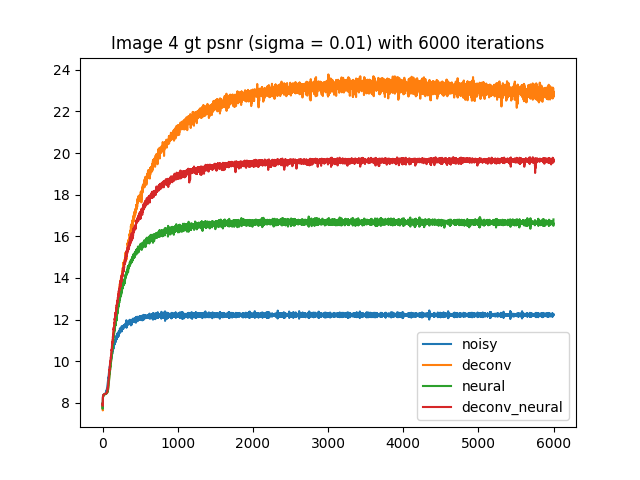 Image 4 gt psnr (sigma = 0.01) with 6000 iterations
24
22
20
18
16
14
12
10
8
noisy
deconv
neural
deconv_neural
0 1000 2000 3000 4000 5000 6000